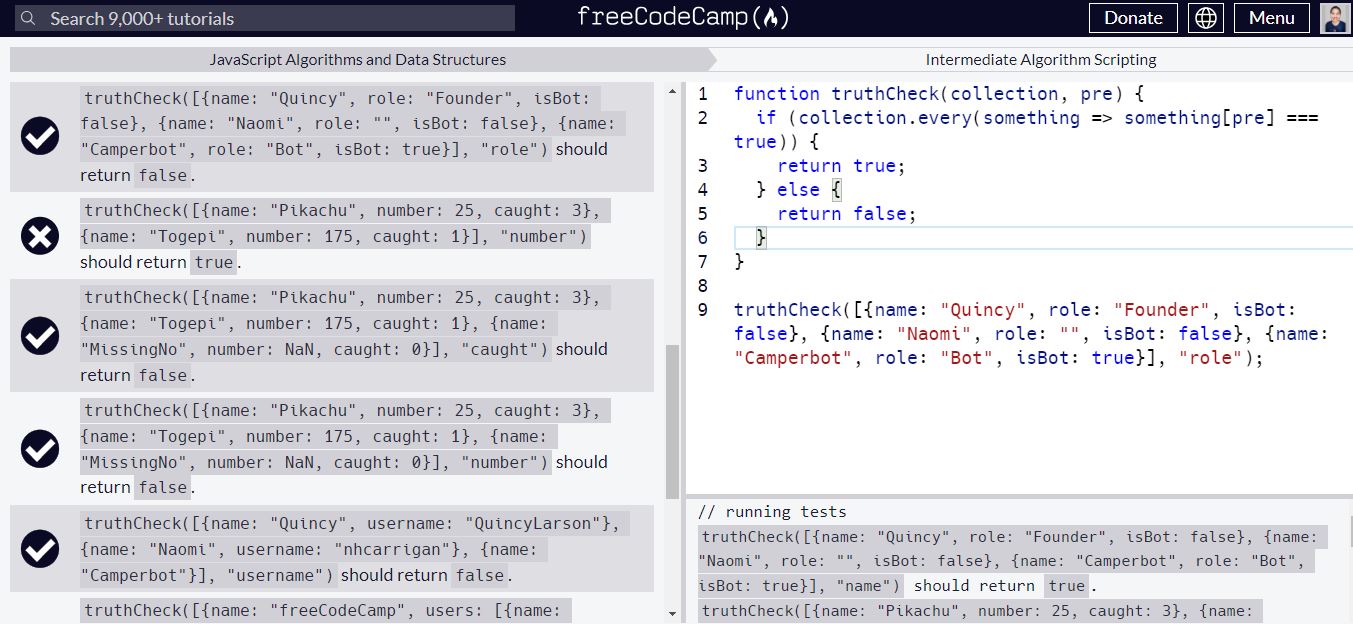 Search 9,000+ tutorials
freeCodeCamp
Donate
Menu
JavaScript Algorithms and Data Structures
Intermediate Algorithm Scripting
truthCheck([{name: "Quincy", role: "Founder", isBot:
false}, {name: "Naomi", role: "", isBot: false}, {name:
"Camperbot", role: "Bot", isBot: true}], "role") should
return false.
truthCheck([{name: "Pikachu", number: 25, caught: 3},
{name: "Togepi", number: 175, caught: 1}], "number")
should return true.
truthCheck([{name: "Pikachu", number: 25, caught: 3},
{name: "Togepi", number: 175, caught: 1}, {name:
"MissingNo", number: NaN, caught: 0}], "caught") should
return false.
truthCheck([{name: "Pikachu", number: 25, caught: 3},
{name: "Togepi", number: 175, caught: 1}, {name:
"MissingNo", number: NaN, caught: 0}], "number") should
return false.
truthCheck([{name: "Quincy", username: "QuincyLarson"},
{name: "Naomi", username: "nhcarrigan"}, {name:
"Camperbot"}], "username") should return false.
truthCheck([{name: "freeCodeCamp", users: [{name:
1 function truthCheck(collection, pre) {
2   if (collection.every(something => something[pre] ===
true)) {
3     return true;
4   } else {
5     return false;
6   }
7 }
8
9 truthCheck([{name: "Quincy", role: "Founder", isBot:
false}, {name: "Naomi", role: "", isBot: false}, {name:
"Camperbot", role: "Bot", isBot: true}], "role");
// running tests
truthCheck([{name: "Quincy", role: "Founder", isBot: false}, {name:
"Naomi", role: "", isBot: false}, {name: "Camperbot", role: "Bot",
isBot: true}], "name") should return true.
truthCheck([{name: "Pikachu", number: 25, caught: 3}, {name: